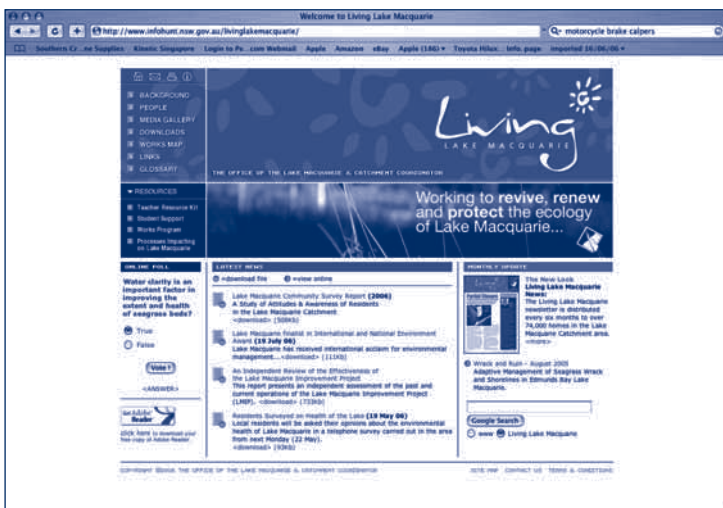 Welcome to Living Lake Macquarie
http://www.infohunt.nsw.gov.au/livinglakemacquarie/
motorcycle brake calpers
Southern Cr...ne Supplies Kinetic Singapore Login to Po...com Webmail Apple Amazon eBay Apple (186) Toyota Hilux... Info. page imported 16/06/06
BACKGROUND
PEOPLE
MEDIA GALLERY
DOWNLOADS
WORKS MAP
LINKS
GLOSSARY
Living
LAKE MACQUARIE
THE OFFICE OF THE LAKE MACQUARIE & CATCHMENT COORDINATOR
RESOURCES
Teacher Resource Kit
Student Support
Works Program
Processes Impacting
on Lake Macquarie
Working to revive, renew
and protect the ecology
of Lake Macquarie...
ONLINE POLL
Water clarity is an
important factor in
improving the
extent and health
of seagrass beds?
True
False
Vote !
<ANSWER>
Get Adobe
Reader
click here to download your
free copy of Adobe Reader.
LATEST NEWS
=download file =view online
Lake Macquarie Community Survey Report (2006)
A Study of Attitudes & Awareness of Residents
in the Lake Macquarie Catchment
<download> (508Kb)
Lake Macquarie Finalist in International and National Environment
Award (19 July 06)
Lake Macquarie has received international acclaim for environmental
management...<download> (111Kb)
An Independent Review of the Effectiveness of
the Lake Macquarie Improvement Project
This report presents an independent assessment of the past and
current operations of the Lake Macquarie Improvement Project -
(LMIP). <download> (733Kb)
Residents Surveyed on Health of the Lake (19 May 06)
Local residents will be asked their opinions about the environmental
health of Lake Macquarie in a telephone survey carried out in the area
from next Monday (22 May).
<download> (93Kb)
MONTHLY UPDATE
The New Look
Living Lake Macquarie
News:
The Living Lake Macquarie
newsletter is distributed
every six months to over
74,000 homes in the Lake
Macquarie Catchment area.
<more>
Wrack and Ruin - August 2005
Adaptive Management of Seagrass Wrack
and Shorelines in Edmunds Bay Lake
Macquarie.
Google Search
www Living Lake Macquarie
COPYRIGHT ©2006 THE OFFICE OF THE LAKE MACQUARIE & CATCHMENT COORDINATOR
SITE MAP CONTACT US TERMS & CONDITIONS